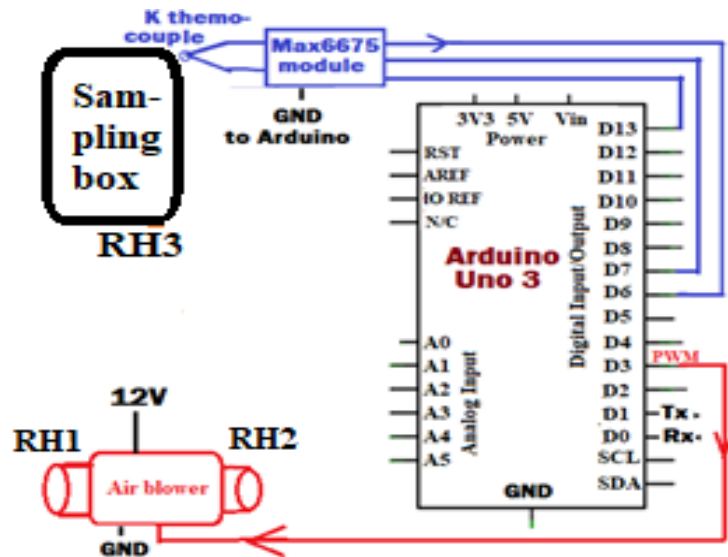 K themo-
couple
Max6675
module
GND
to Arduino
Sam-
pling
box
RH3
3V3 5V Vin
Power
RST
AREF
IO REF
N/C
Arduino
Uno 3
Digital Input/Output
D13
D12
D11
D10
D9
D8
D7
D6
D5
D4
D3
D2
D1
D0
SCL
SDA
PWM
Tx
Rx
A0
A1
A2
A3
A4
A5
Analog Input
GND
12V
RH1
RH2
Air blower
GND